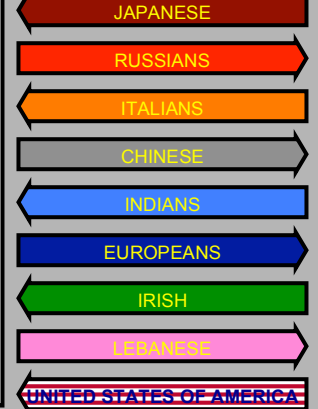 JAPANESE
RUSSIANS
ITALIANS
CHINESE
INDIANS
EUROPEANS
IRISH
LEBANESE
UNITED STATES OF AMERICA